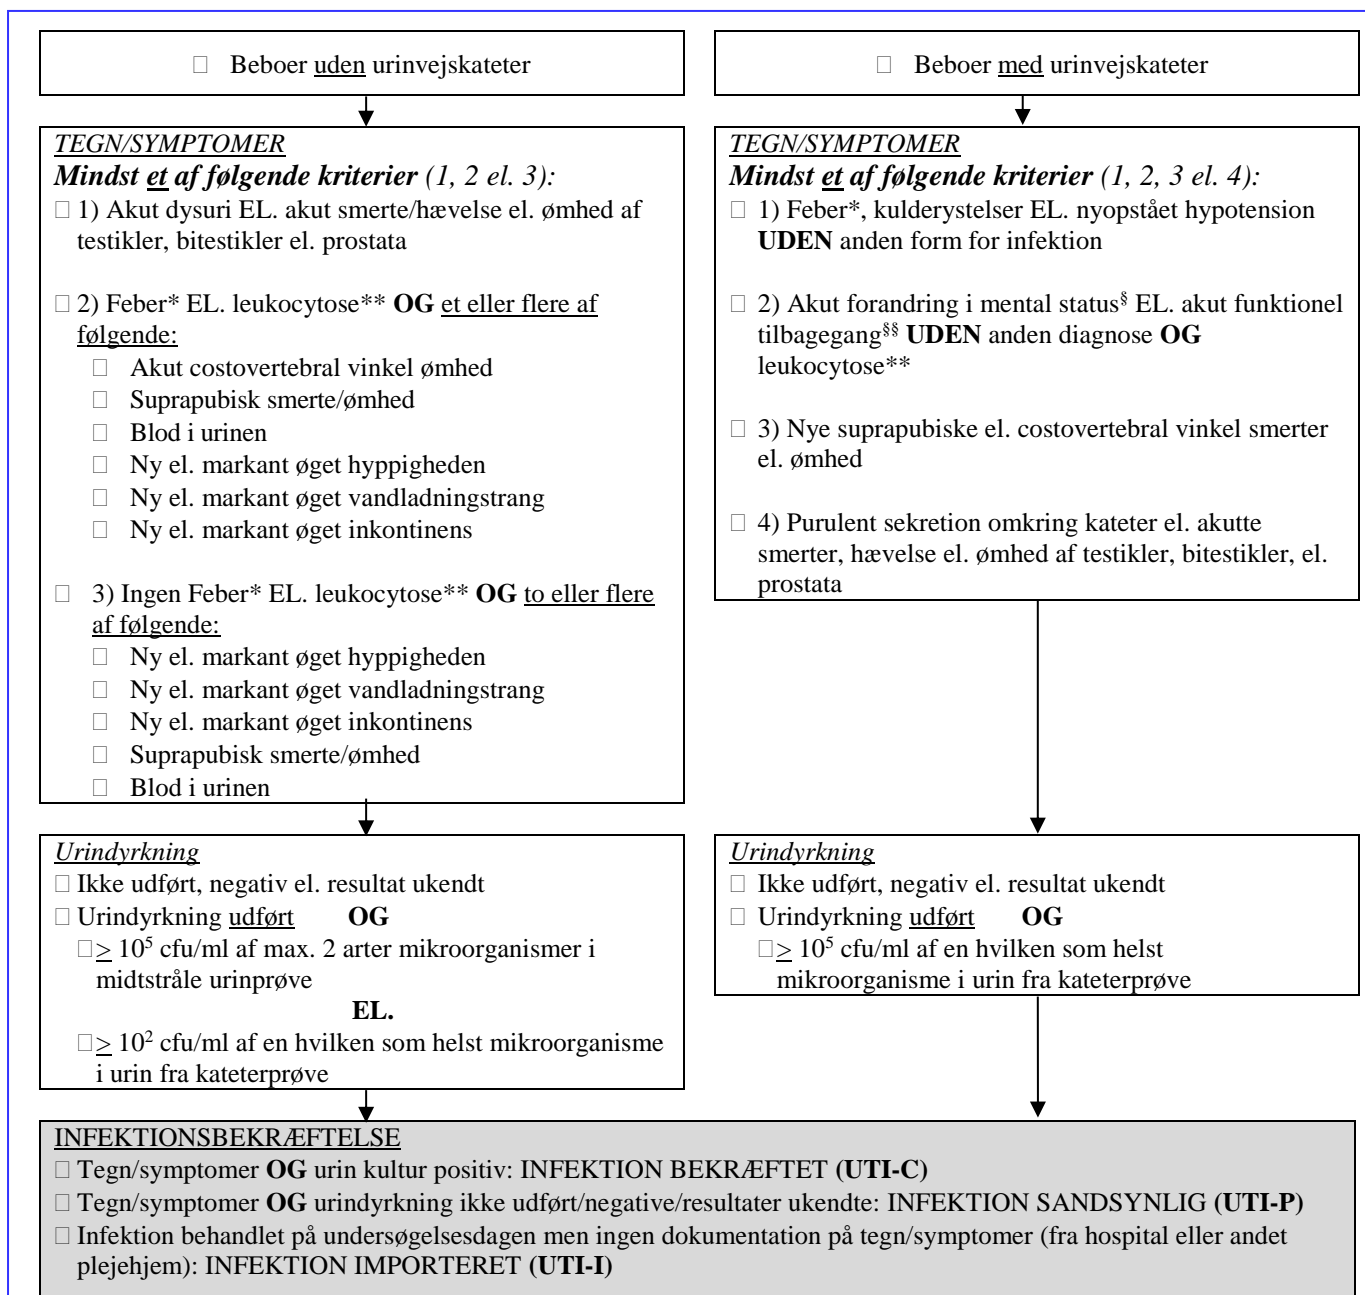 ☐ Beboer uden urinvejskateter
☐ Beboer med urinvejskateter
TEGN/SYMPTOMER
Mindst et af følgende kriterier (1, 2 el. 3):
☐ 1) Akut dysuri EL. akut smerte/hævelse el. ømhed af
testikler, bitestikler el. prostata
☐ 2) Feber* EL. leukocytose** OG et eller flere af
følgende:
☐ Akut costovertebral vinkel ømhed
☐ Suprapubisk smerte/ømhed
☐ Blod i urinen
☐ Ny el. markant øget hyppigheden
☐ Ny el. markant øget vandladningstrang
☐ Ny el. markant øget inkontinens
☐ 3) Ingen Feber* EL. leukocytose** OG to eller flere
af følgende:
☐ Ny el. markant øget hyppigheden
☐ Ny el. markant øget vandladningstrang
☐ Ny el. markant øget inkontinens
☐ Suprapubisk smerte/ømhed
☐ Blod i urinen
TEGN/SYMPTOMER
Mindst et af følgende kriterier (1, 2, 3 el. 4):
☐ 1) Feber*, kulderystelser EL. nyopstået hypotension
UDEN anden form for infektion
☐ 2) Akut forandring i mental status§ EL. akut funktionel
tilbagegang§§ UDEN anden diagnose OG
leukocytose**
☐ 3) Nye suprapubiske el. costovertebral vinkel smerter
el. ømhed
☐ 4) Purulent sekretion omkring kateter el. akutte
smerter, hævelse el. ømhed af testikler, bitestikler, el.
prostata
Urindyrkning
☐ Ikke udført, negativ el. resultat ukendt
☐ Urindyrkning udført OG
☐ ≥ 10⁵ cfu/ml af max. 2 arter mikroorganismer i
midtstråle urinprøve
EL.
☐ ≥ 10² cfu/ml af en hvilken som helst mikroorganisme
i urin fra kateterprøve
Urindyrkning
☐ Ikke udført, negativ el. resultat ukendt
☐ Urindyrkning udført OG
☐ ≥ 10⁵ cfu/ml af en hvilken som helst
mikroorganisme i urin fra kateterprøve
INFEKTIONSBEKRÆFTELSE
☐ Tegn/symptomer OG urin kultur positiv: INFEKTION BEKRÆFTET (UTI-C)
☐ Tegn/symptomer OG urindyrkning ikke udført/negative/resultater ukendte: INFEKTION SANDSYNLIG (UTI-P)
☐ Infektion behandlet på undersøgelsesdagen men ingen dokumentation på tegn/symptomer (fra hospital eller andet
plejehjem): INFEKTION IMPORTERET (UTI-I)